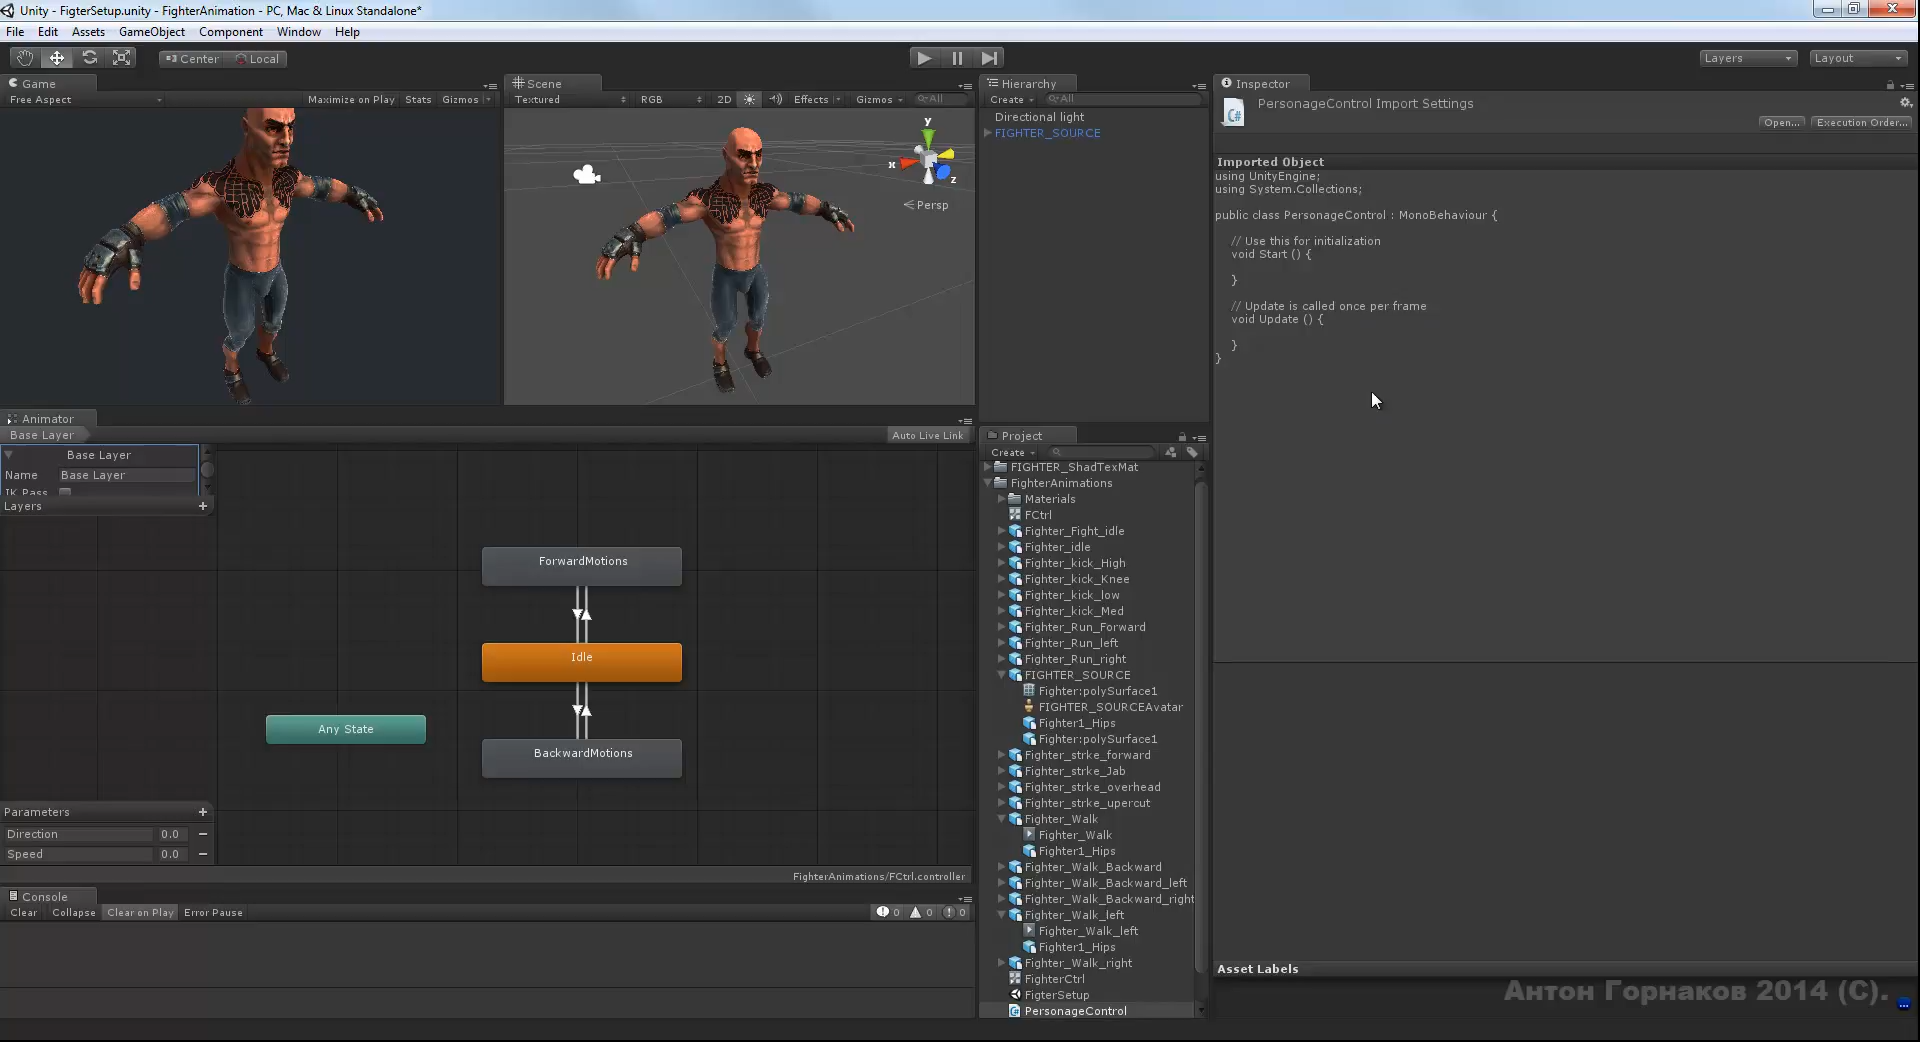 Unity - FigterSetup.unity - FighterAnimation - PC, Mac & Linux Standalone*
File Edit Assets GameObject Component Window Help
Center Local
Layers
Layout
Game
Free Aspect
Maximize on Play Stats Gizmos
Scene
Textured RGB 2D Effects Gizmos All
y
x
z
Persp
Hierarchy
Create All
Directional light
FIGHTER_SOURCE
Inspector
PersonageControl Import Settings
Open... Execution Order...
Imported Object
using UnityEngine;
using System.Collections;
public class PersonageControl : MonoBehaviour {
// Use this for initialization
void Start () {
}
// Update is called once per frame
void Update () {
}
}
Animator
Base Layer
Auto Live Link
Base Layer
Name Base Layer
IK Pass
Layers +
ForwardMotions
Idle
Any State
BackwardMotions
Parameters +
Direction 0.0
Speed 0.0
FighterAnimations/FCtrl.controller
Console
Clear Collapse Clear on Play Error Pause
0 0 0
Project
Create
FIGHTER_ShadTexMat
FighterAnimations
Materials
FCtrl
Fighter_Fight_idle
Fighter_idle
Fighter_kick_High
Fighter_kick_Knee
Fighter_kick_low
Fighter_kick_Med
Fighter_Run_Forward
Fighter_Run_left
Fighter_Run_right
FIGHTER_SOURCE
Fighter:polySurface1
FIGHTER_SOURCEAvatar
Fighter1_Hips
Fighter:polySurface1
Fighter_strke_forward
Fighter_strke_Jab
Fighter_strke_overhead
Fighter_strke_upercut
Fighter_Walk
Fighter_Walk
Fighter1_Hips
Fighter_Walk_Backward
Fighter_Walk_Backward_left
Fighter_Walk_Backward_right
Fighter_Walk_left
Fighter_Walk_left
Fighter1_Hips
Fighter_Walk_right
FighterCtrl
FigterSetup
PersonageControl
Asset Labels
Антон Горнаков 2014 (C).